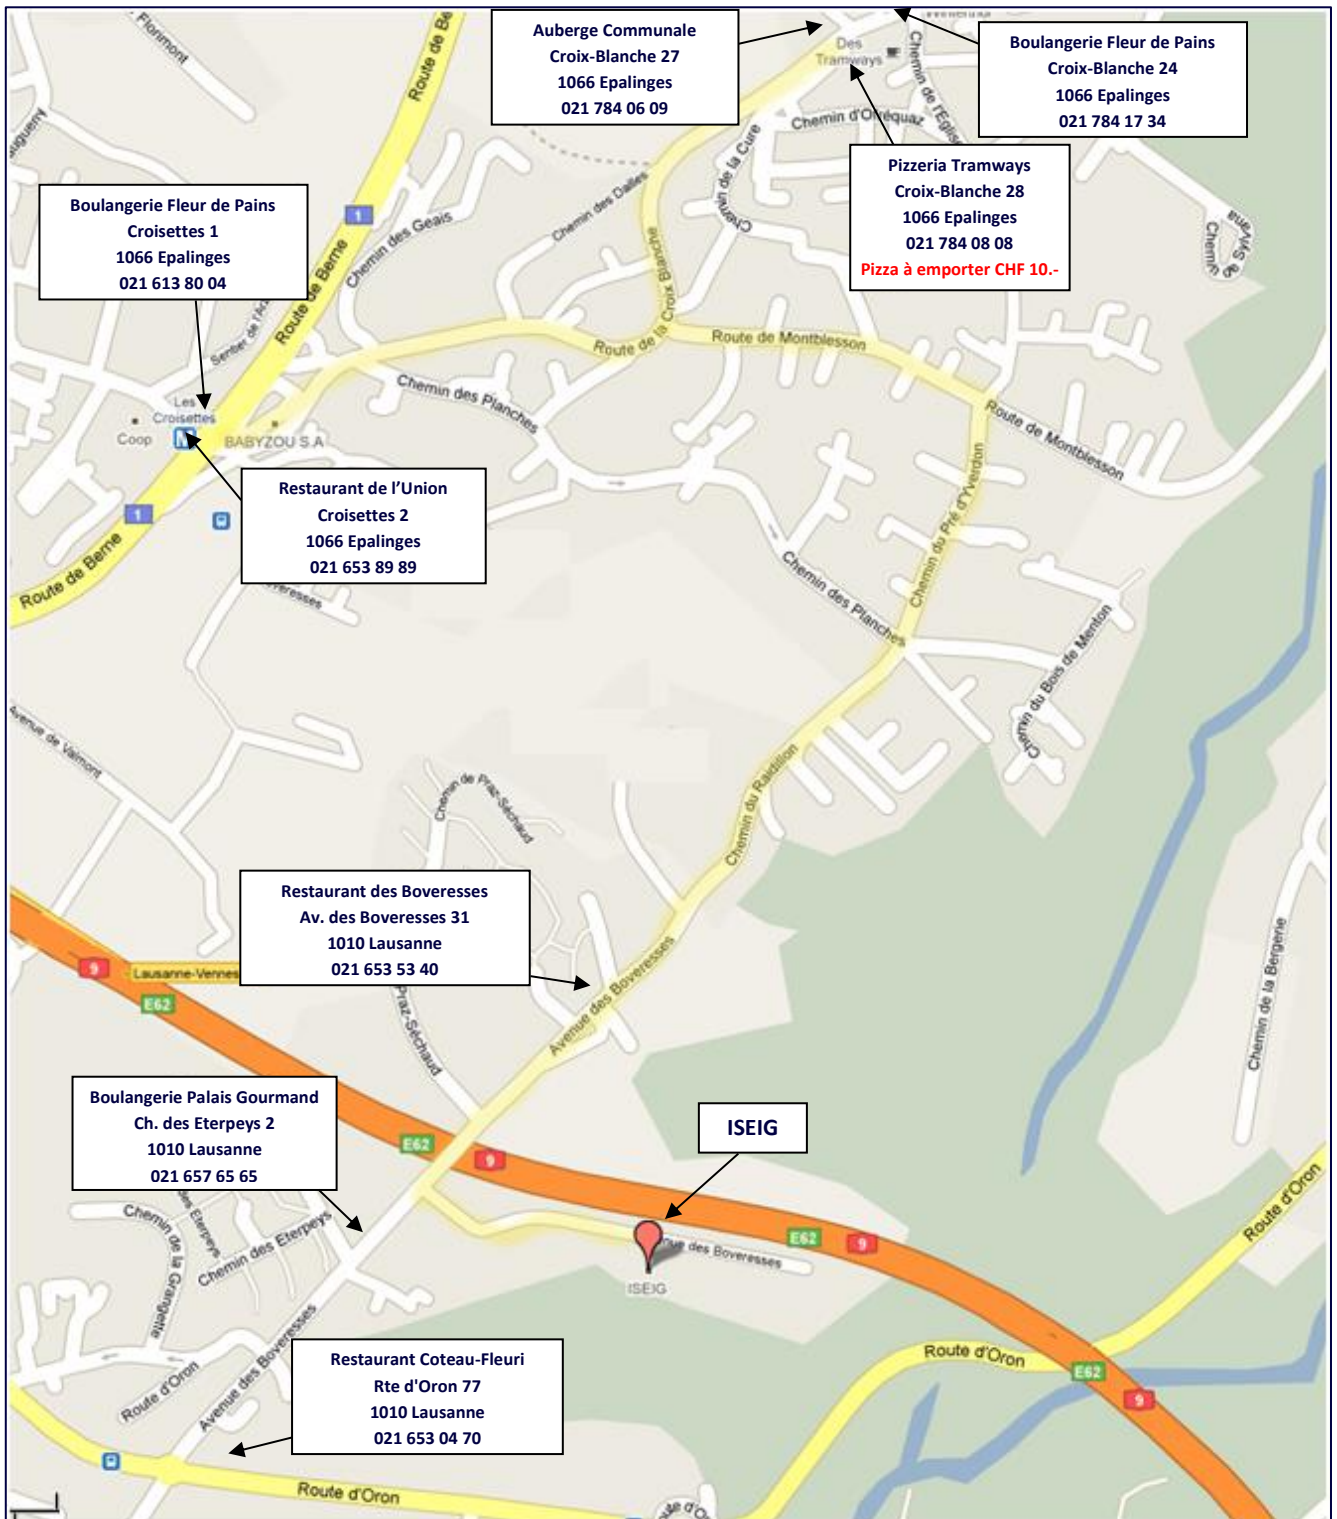 Auberge Communale
Croix-Blanche 27
1066 Epalinges
021 784 06 09
Boulangerie Fleur de Pains
Croix-Blanche 24
1066 Epalinges
021 784 17 34
Pizzeria Tramways
Croix-Blanche 28
1066 Epalinges
021 784 08 08
Pizza à emporter CHF 10.-
Boulangerie Fleur de Pains
Croisettes 1
1066 Epalinges
021 613 80 04
Restaurant de l’Union
Croisettes 2
1066 Epalinges
021 653 89 89
Restaurant des Boveresses
Av. des Boveresses 31
1010 Lausanne
021 653 53 40
Boulangerie Palais Gourmand
Ch. des Eterpeys 2
1010 Lausanne
021 657 65 65
ISEIG
Restaurant Coteau-Fleuri
Rte d'Oron 77
1010 Lausanne
021 653 04 70
Florimont
Route de Be
Route de Berne
Route de Berne
1
1
Des
Tramways
Chemin de l'Eglise
Chemin d'Ofréquaz
Chemin de la Cure
Chemin des Dalles
Chemin des Geais
Route de la Croix Blanche
Route de Montblesson
Route de Montblesson
Chemin
Les
Croisettes
Coop
M
BABYZOU S.A
Chemin des Planches
Chemin des Planches
Chemin du Pré d'Yverdon
Chemin du Bois de Menton
Avenue de Valmont
Chemin de Praz-Séchaud
Praz-Séchaud
Chemin du Raidillon
Avenue des Boveresses
Chemin de la Bergerie
9
Lausanne-Vennes
E62
E62
9
E62
9
ISEIG
Chemin des Eterpeys
Chemin de la Grangette
Route d'Oron
Avenue des Boveresses
Route d'Oron
Route d'Oron
Route d'Oron
E62
9